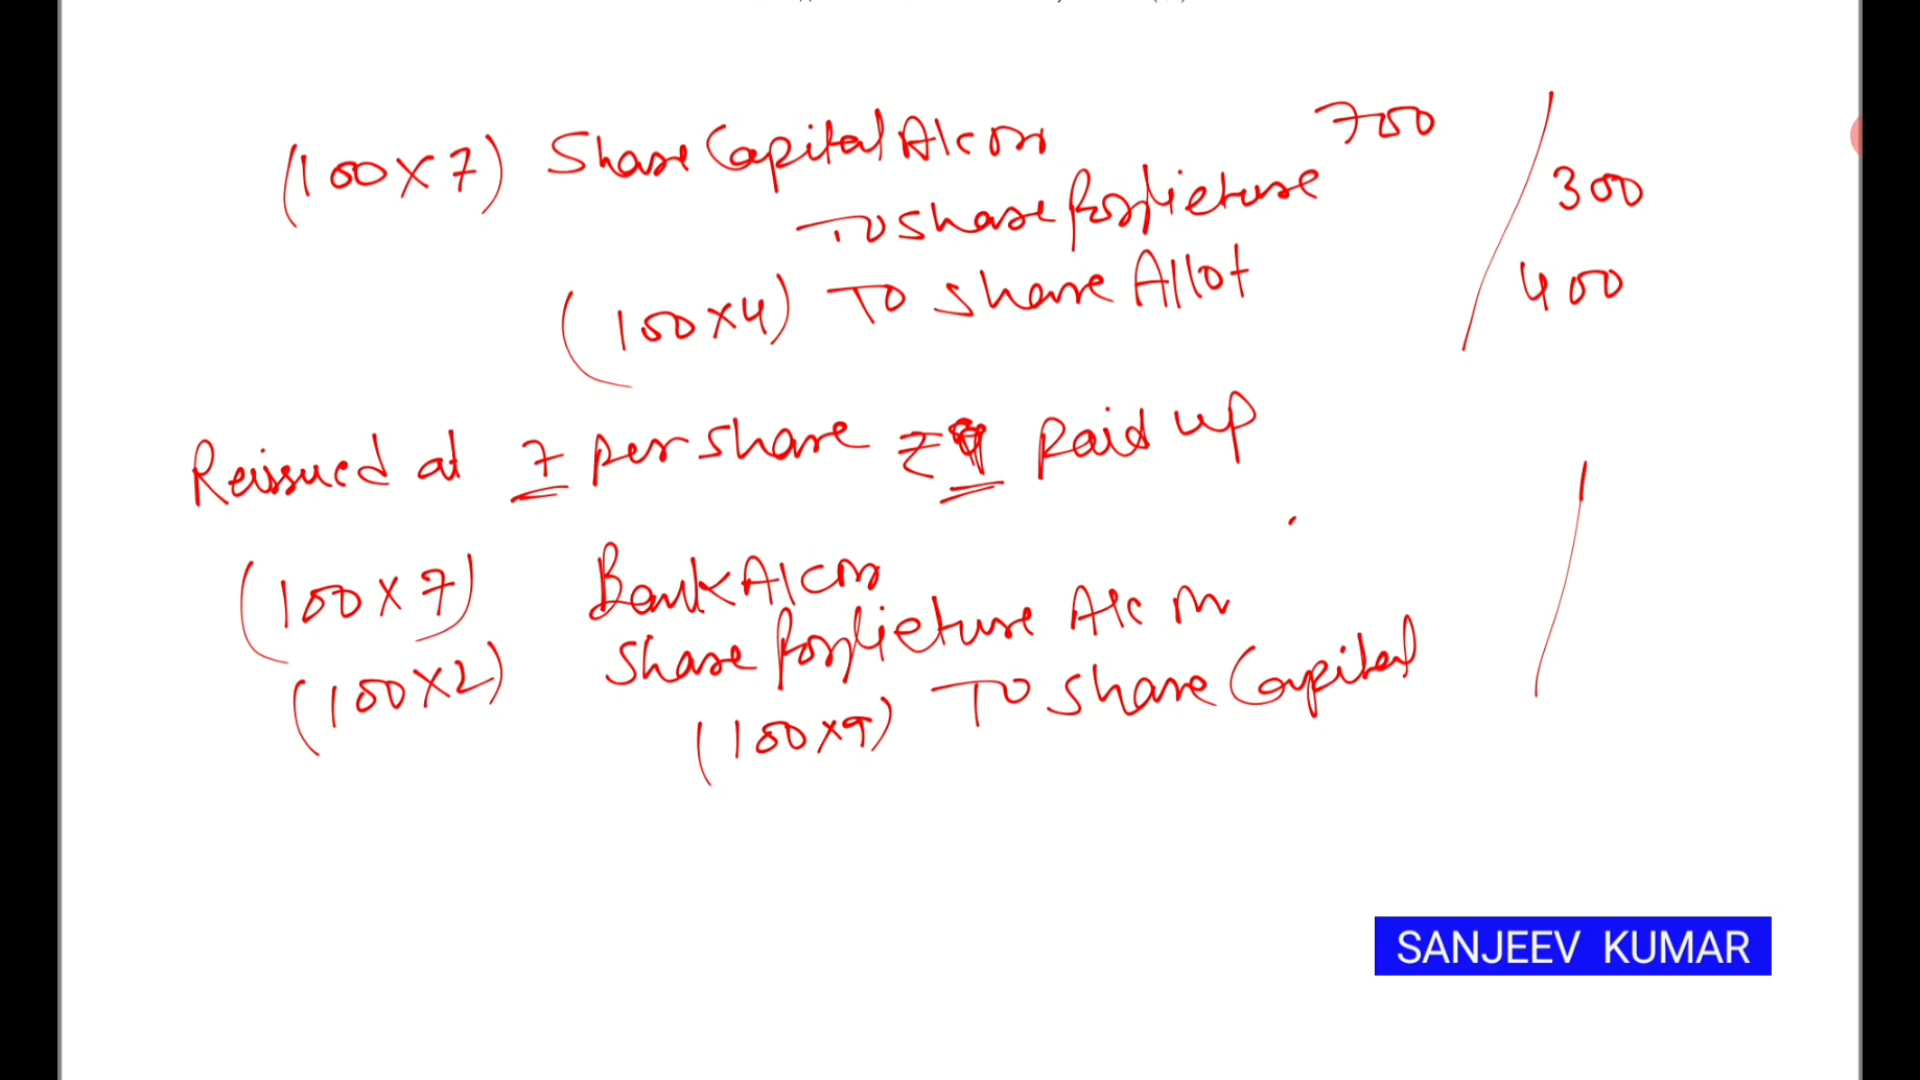 (100×7) Share Capital A/c Dr 700
To Share Forfieture 300
(100×4) To Share Allot 400
Reissued at 7 per share ₹9 paid up
(100×7) Bank A/c Dr
(100×2) Share Forfieture A/c Dr
(100×9) To Share Capital
SANJEEV KUMAR